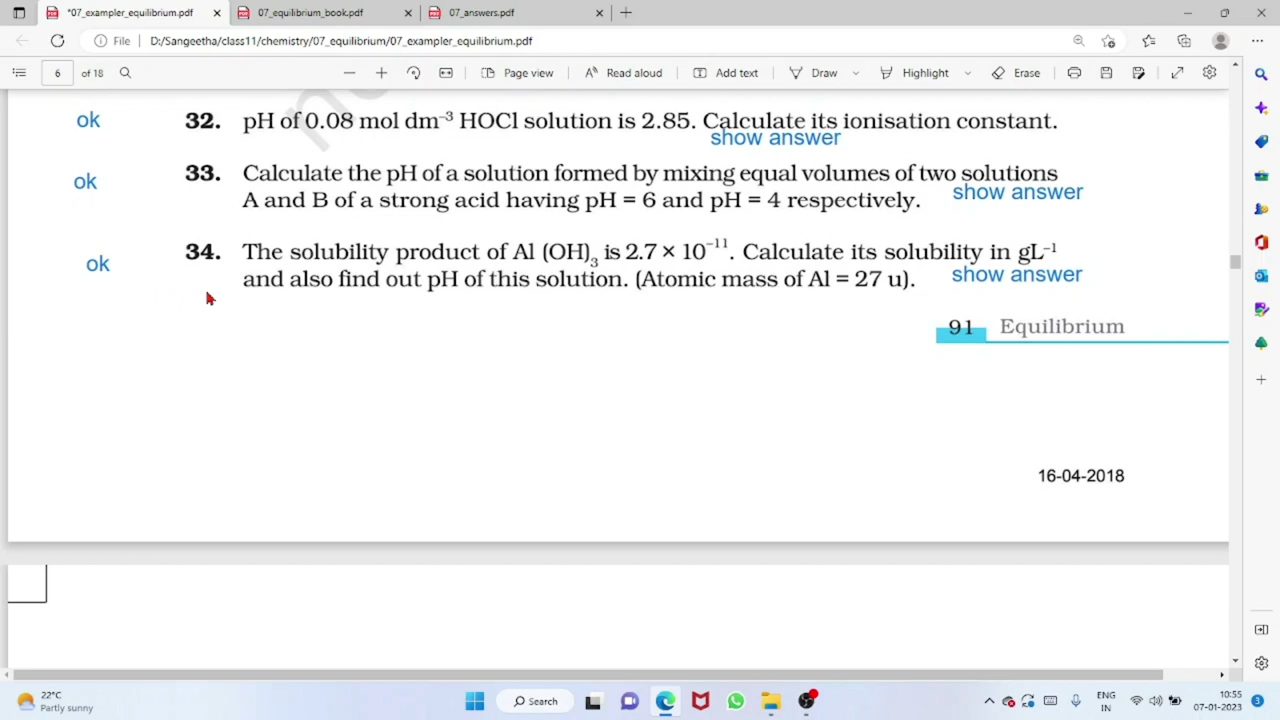 *07_exampler_equilibrium.pdf
07_equilibrium_book.pdf
07_answers.pdf
File
D:/Sangeetha/class11/chemistry/07_equilibrium/07_exampler_equilibrium.pdf
6 of 18
Page view
Read aloud
Add text
Draw
Highlight
Erase
ok
32. pH of 0.08 mol dm⁻³ HOCl solution is 2.85. Calculate its ionisation constant.
show answer
ok
33. Calculate the pH of a solution formed by mixing equal volumes of two solutions
A and B of a strong acid having pH = 6 and pH = 4 respectively.
show answer
ok
34. The solubility product of Al (OH)₃ is 2.7 × 10⁻¹¹. Calculate its solubility in gL⁻¹
and also find out pH of this solution. (Atomic mass of Al = 27 u).
show answer
91 Equilibrium
16-04-2018
22°C
Partly sunny
Search
ENG
IN
10:55
07-01-2023
3